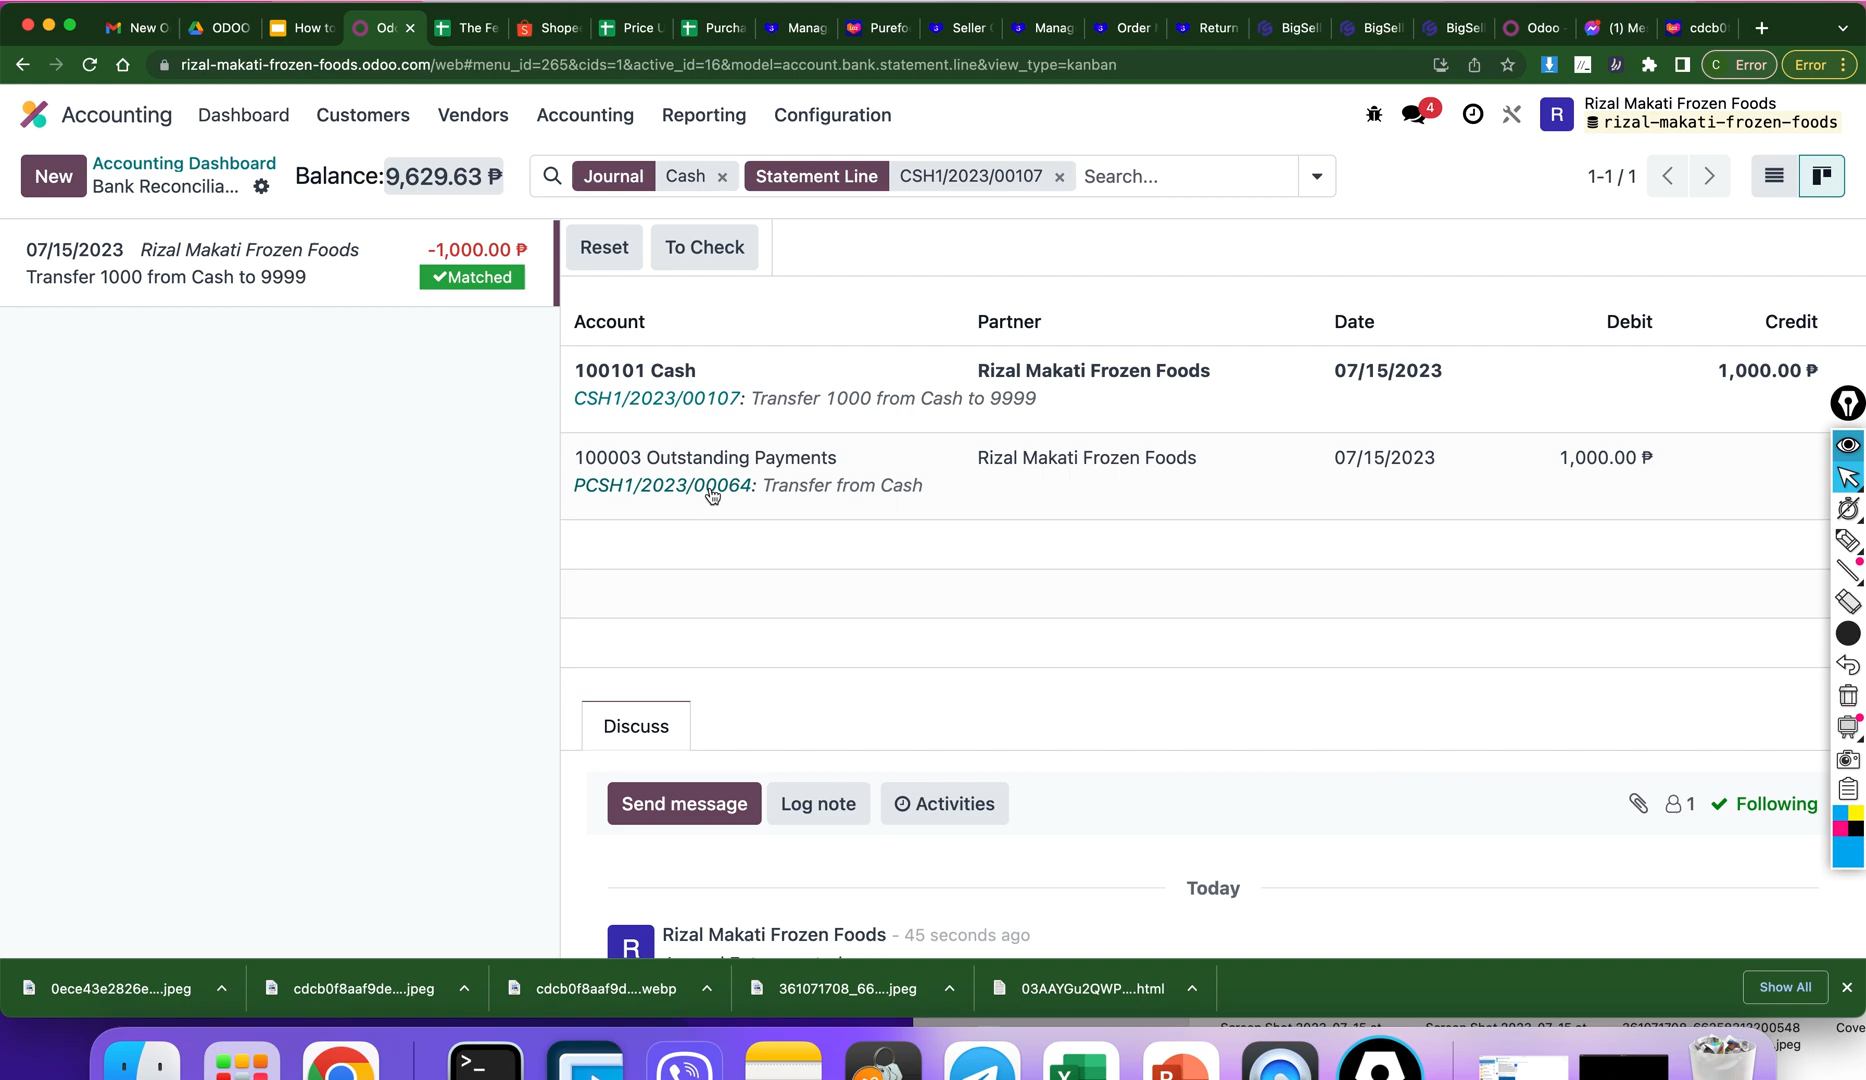 New O
ODOO
How to
Odo
The Fe
Shopee
Price U
Purcha
Manag
Purefo
Seller
Manag
Order
Return
BigSell
BigSell
BigSell
Odoo
(1) Me
cdcb0
rizal-makati-frozen-foods.odoo.com/web#menu_id=265&cids=1&active_id=16&model=account.bank.statement.line&view_type=kanban
C Error
Error
Accounting Dashboard Customers Vendors Accounting Reporting Configuration
4
R
Rizal Makati Frozen Foods
rizal-makati-frozen-foods
New
Accounting Dashboard
Bank Reconcilia...
Balance: 9,629.63 ₱
Journal Cash
Statement Line CSH1/2023/00107
Search...
1-1 / 1
07/15/2023 Rizal Makati Frozen Foods -1,000.00 ₱
Transfer 1000 from Cash to 9999 Matched
Reset To Check
Account Partner Date Debit Credit
100101 Cash Rizal Makati Frozen Foods 07/15/2023 1,000.00 ₱
CSH1/2023/00107: Transfer 1000 from Cash to 9999
100003 Outstanding Payments Rizal Makati Frozen Foods 07/15/2023 1,000.00 ₱
PCSH1/2023/00064: Transfer from Cash
Discuss
Send message Log note Activities
1 Following
Today
R
Rizal Makati Frozen Foods - 45 seconds ago
0ece43e2826e....jpeg
cdcb0f8aaf9de....jpeg
cdcb0f8aaf9d....webp
361071708_66....jpeg
03AAYGu2QWP....html
Show All
Cove
.jpeg